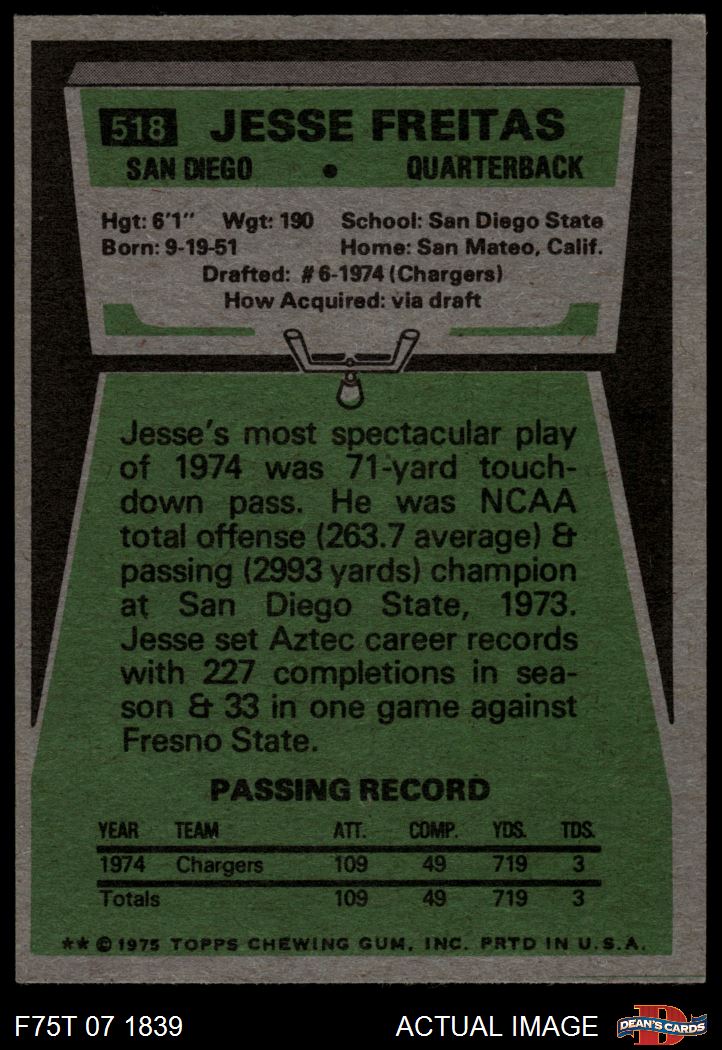 518 JESSE FREITAS
SAN DIEGO • QUARTERBACK
Hgt: 6'1" Wgt: 190 School: San Diego State
Born: 9-19-51 Home: San Mateo, Calif.
Drafted: #6-1974 (Chargers)
How Acquired: via draft
Jesse's most spectacular play
of 1974 was 71-yard touch-
down pass. He was NCAA
total offense (263.7 average) &
passing (2993 yards) champion
at San Diego State, 1973.
Jesse set Aztec career records
with 227 completions in sea-
son & 33 in one game against
Fresno State.
PASSING RECORD
YEAR TEAM ATT. COMP. YDS. TDS.
1974 Chargers 109 49 719 3
Totals 109 49 719 3
** © 1975 TOPPS CHEWING GUM, INC. PRTD IN U.S.A.
F75T 07 1839 ACTUAL IMAGE D DEAN'S CARDS